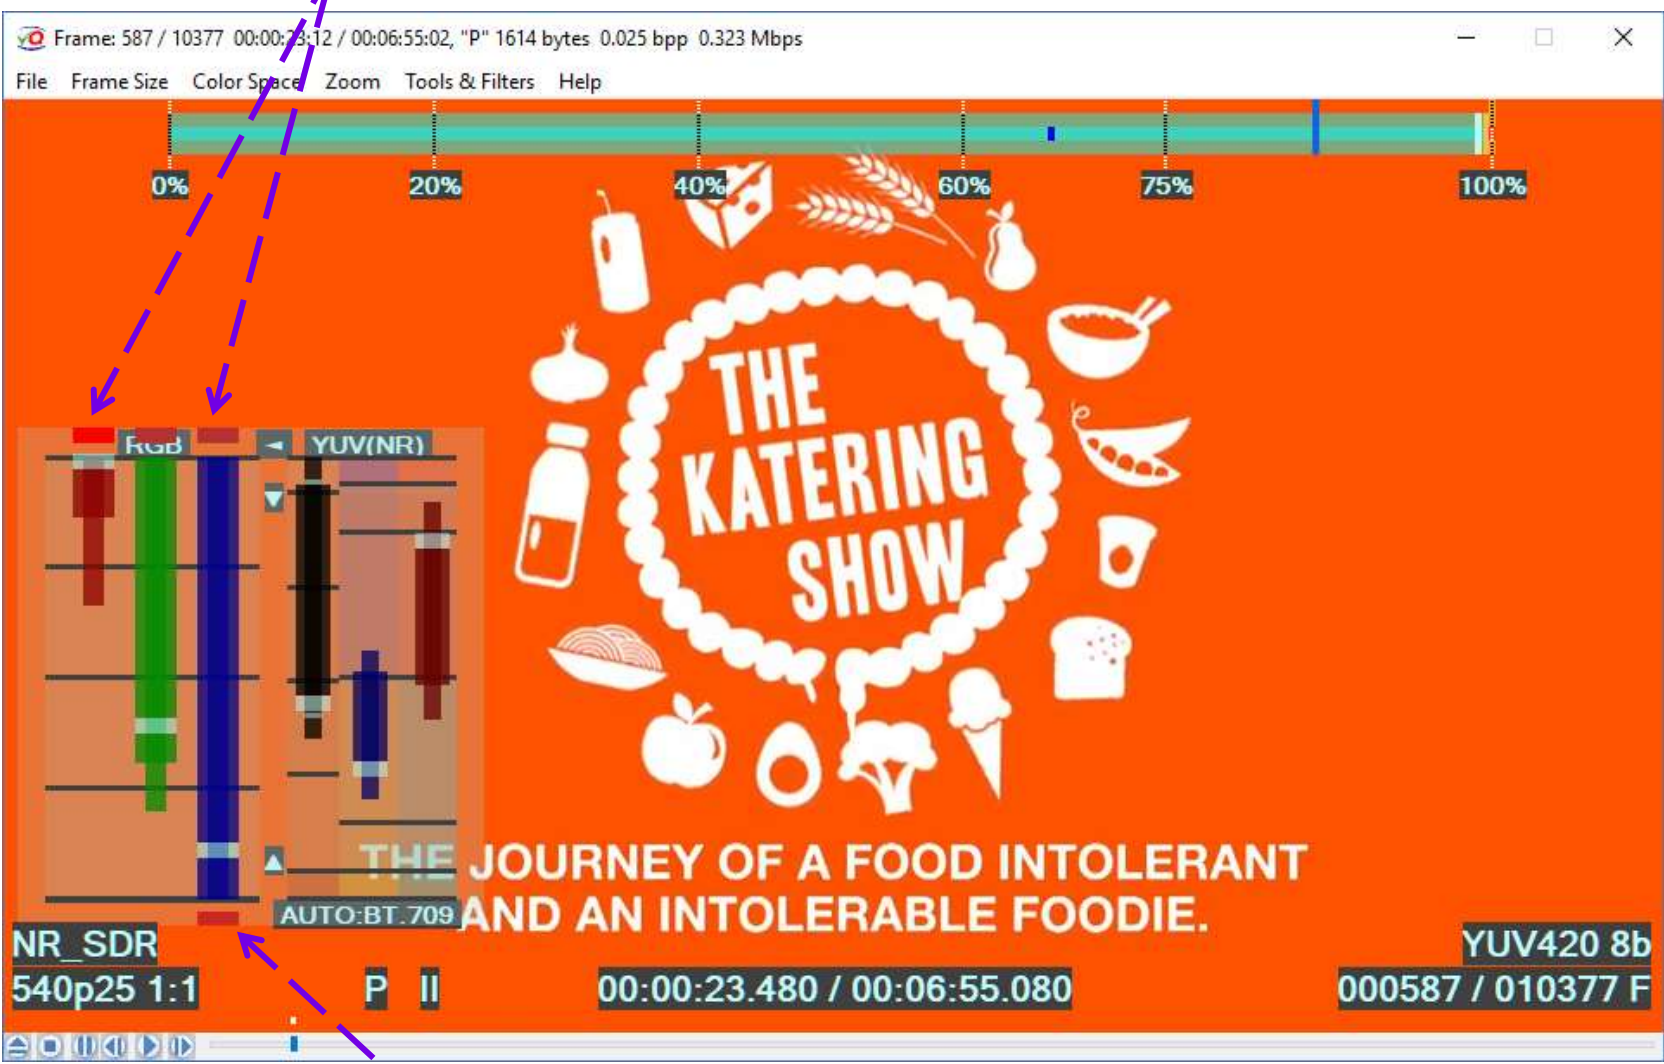 Frame: 587 / 10377 00:00:23:12 / 00:06:55:02, "P" 1614 bytes 0.025 bpp 0.323 Mbps
File Frame Size Color Space Zoom Tools & Filters Help
0% 20% 40% 60% 75% 100%
THE
KATERING
SHOW
RGB YUV(NR)
THE JOURNEY OF A FOOD INTOLERANT
AND AN INTOLERABLE FOODIE.
AUTO:BT.709
NR_SDR YUV420 8b
540p25 1:1 P II 00:00:23.480 / 00:06:55.080 000587 / 010377 F